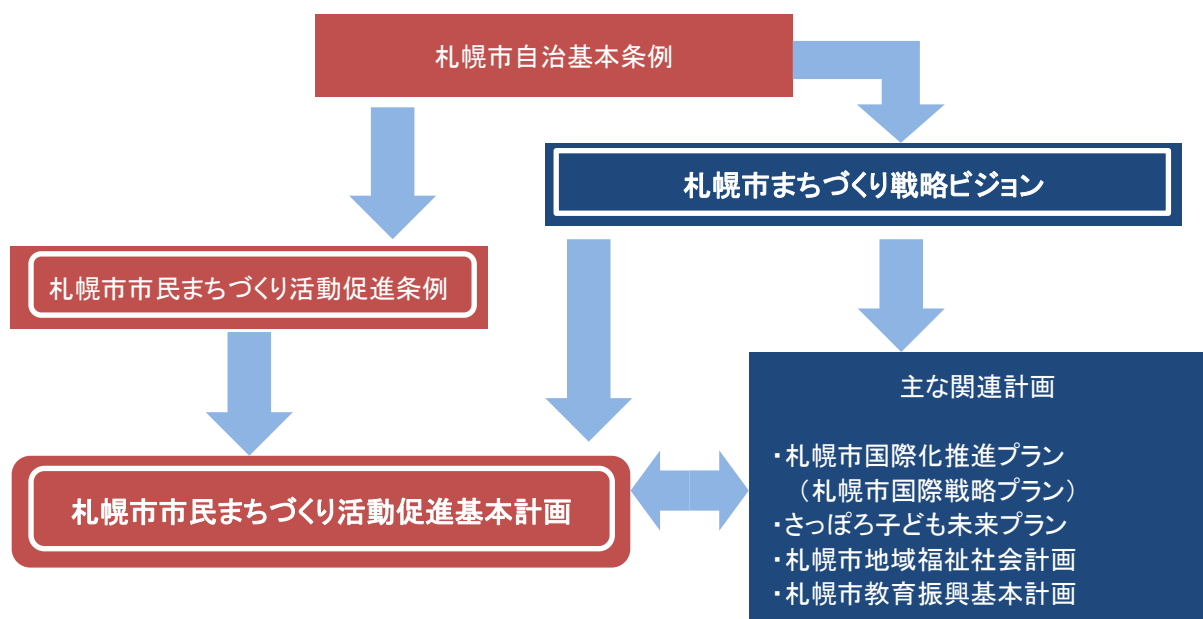 札幌市自治基本条例
札幌市まちづくり戦略ビジョン
札幌市市民まちづくり活動促進条例
札幌市市民まちづくり活動促進基本計画
主な関連計画
・札幌市国際化推進プラン
（札幌市国際戦略プラン）
・さっぽろ子ども未来プラン
・札幌市地域福祉社会計画
・札幌市教育振興基本計画